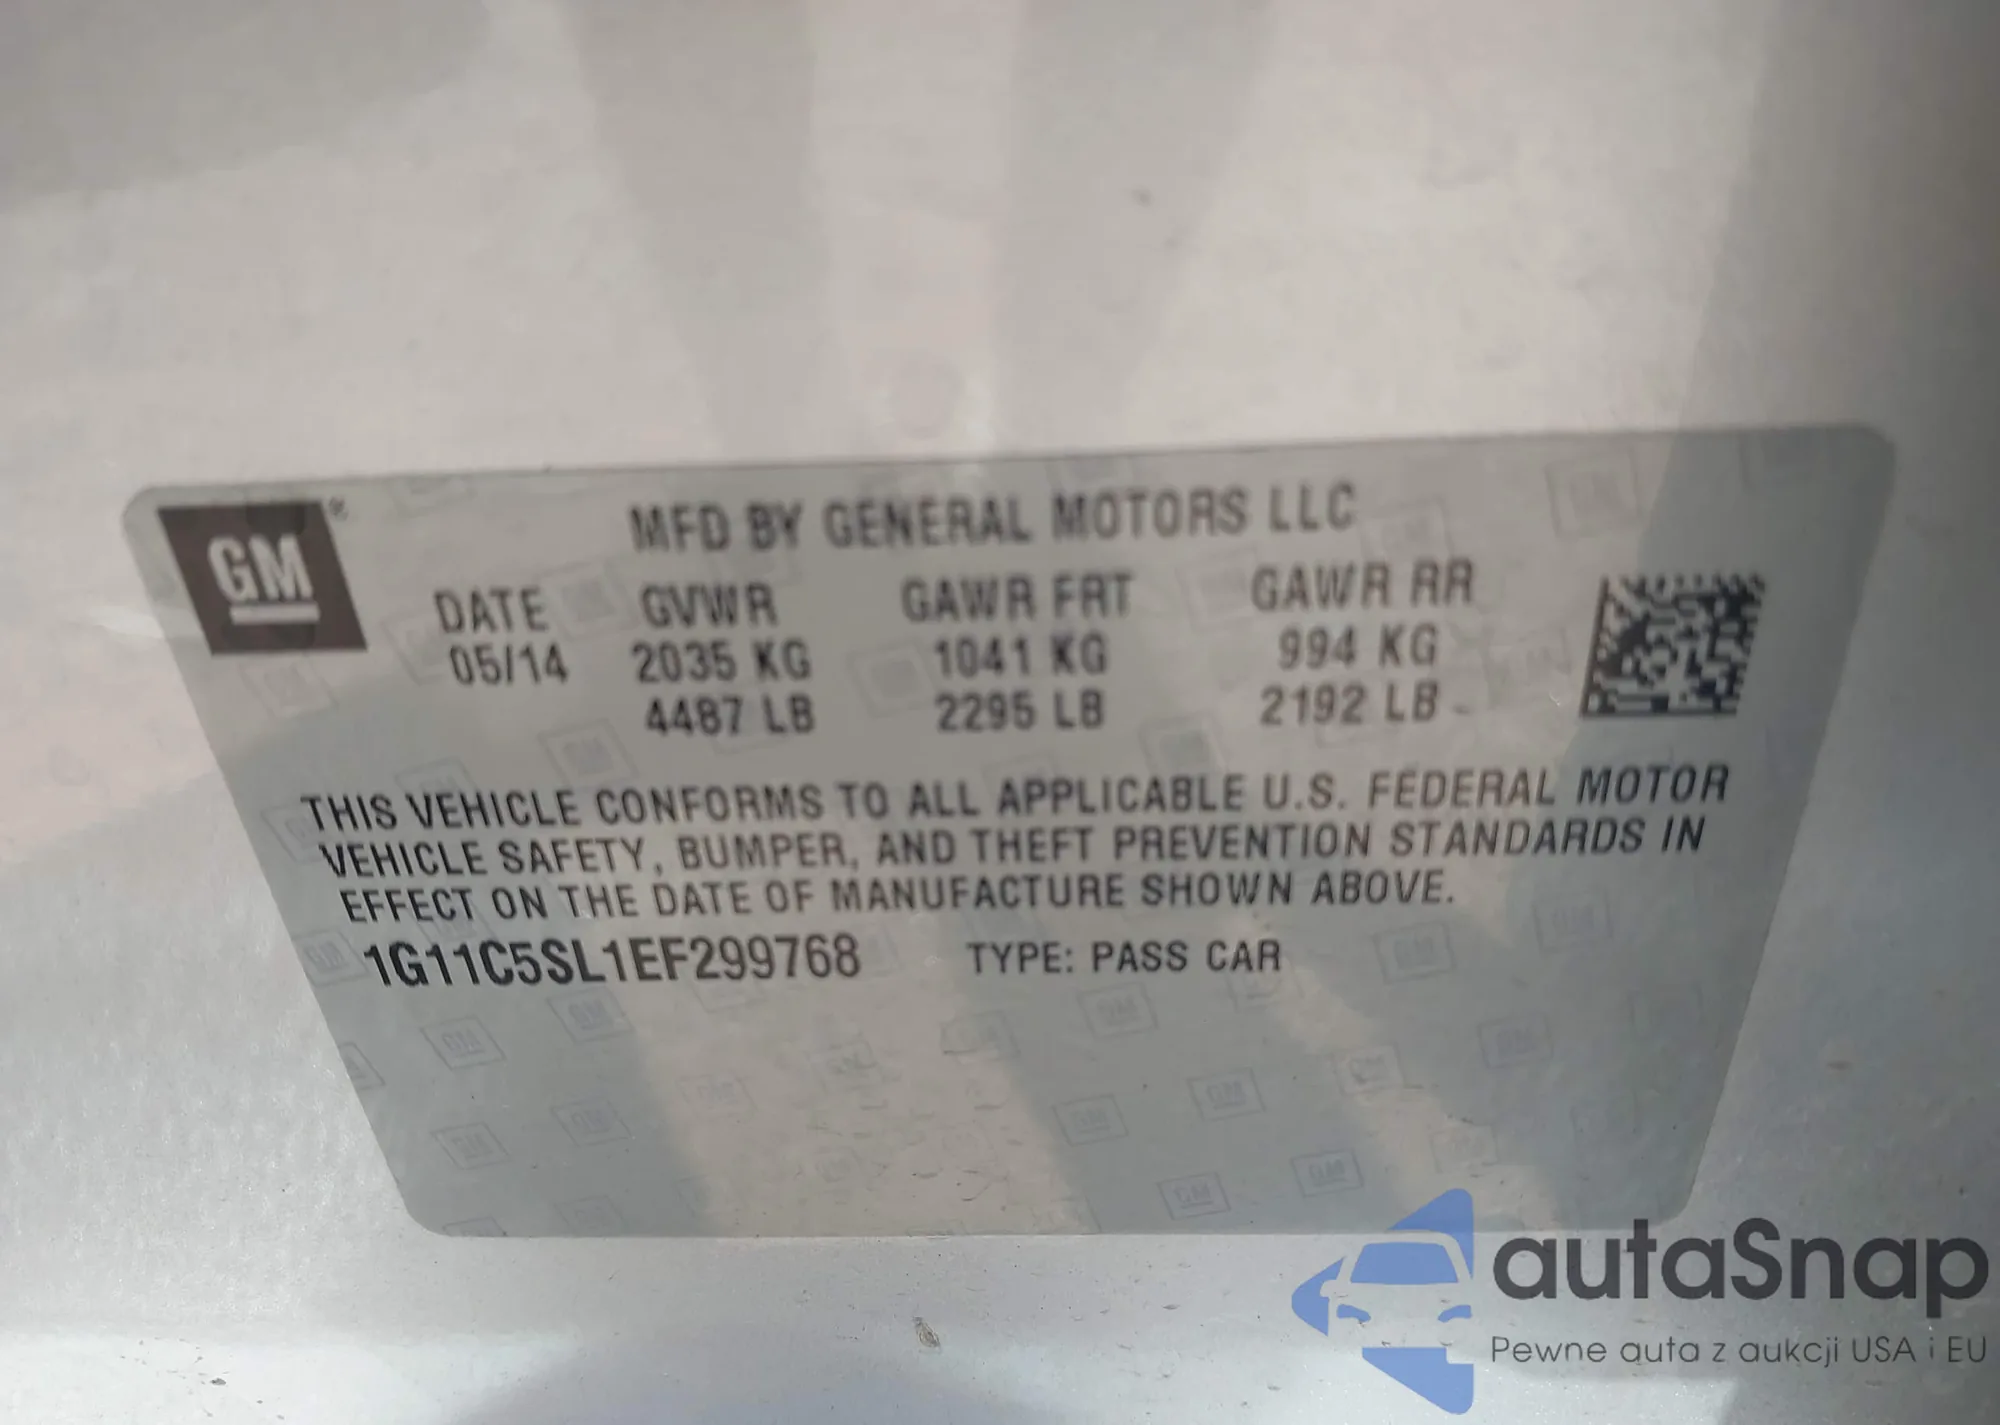 GM®
MFD BY GENERAL MOTORS LLC
DATE GVWR GAWR FRT GAWR RR
05/14 2035 KG 1041 KG 994 KG
4487 LB 2295 LB 2192 LB
THIS VEHICLE CONFORMS TO ALL APPLICABLE U.S. FEDERAL MOTOR
VEHICLE SAFETY, BUMPER, AND THEFT PREVENTION STANDARDS IN
EFFECT ON THE DATE OF MANUFACTURE SHOWN ABOVE.
1G11C5SL1EF299768 TYPE: PASS CAR
autaSnap
Pewne auta z aukcji USA i EU